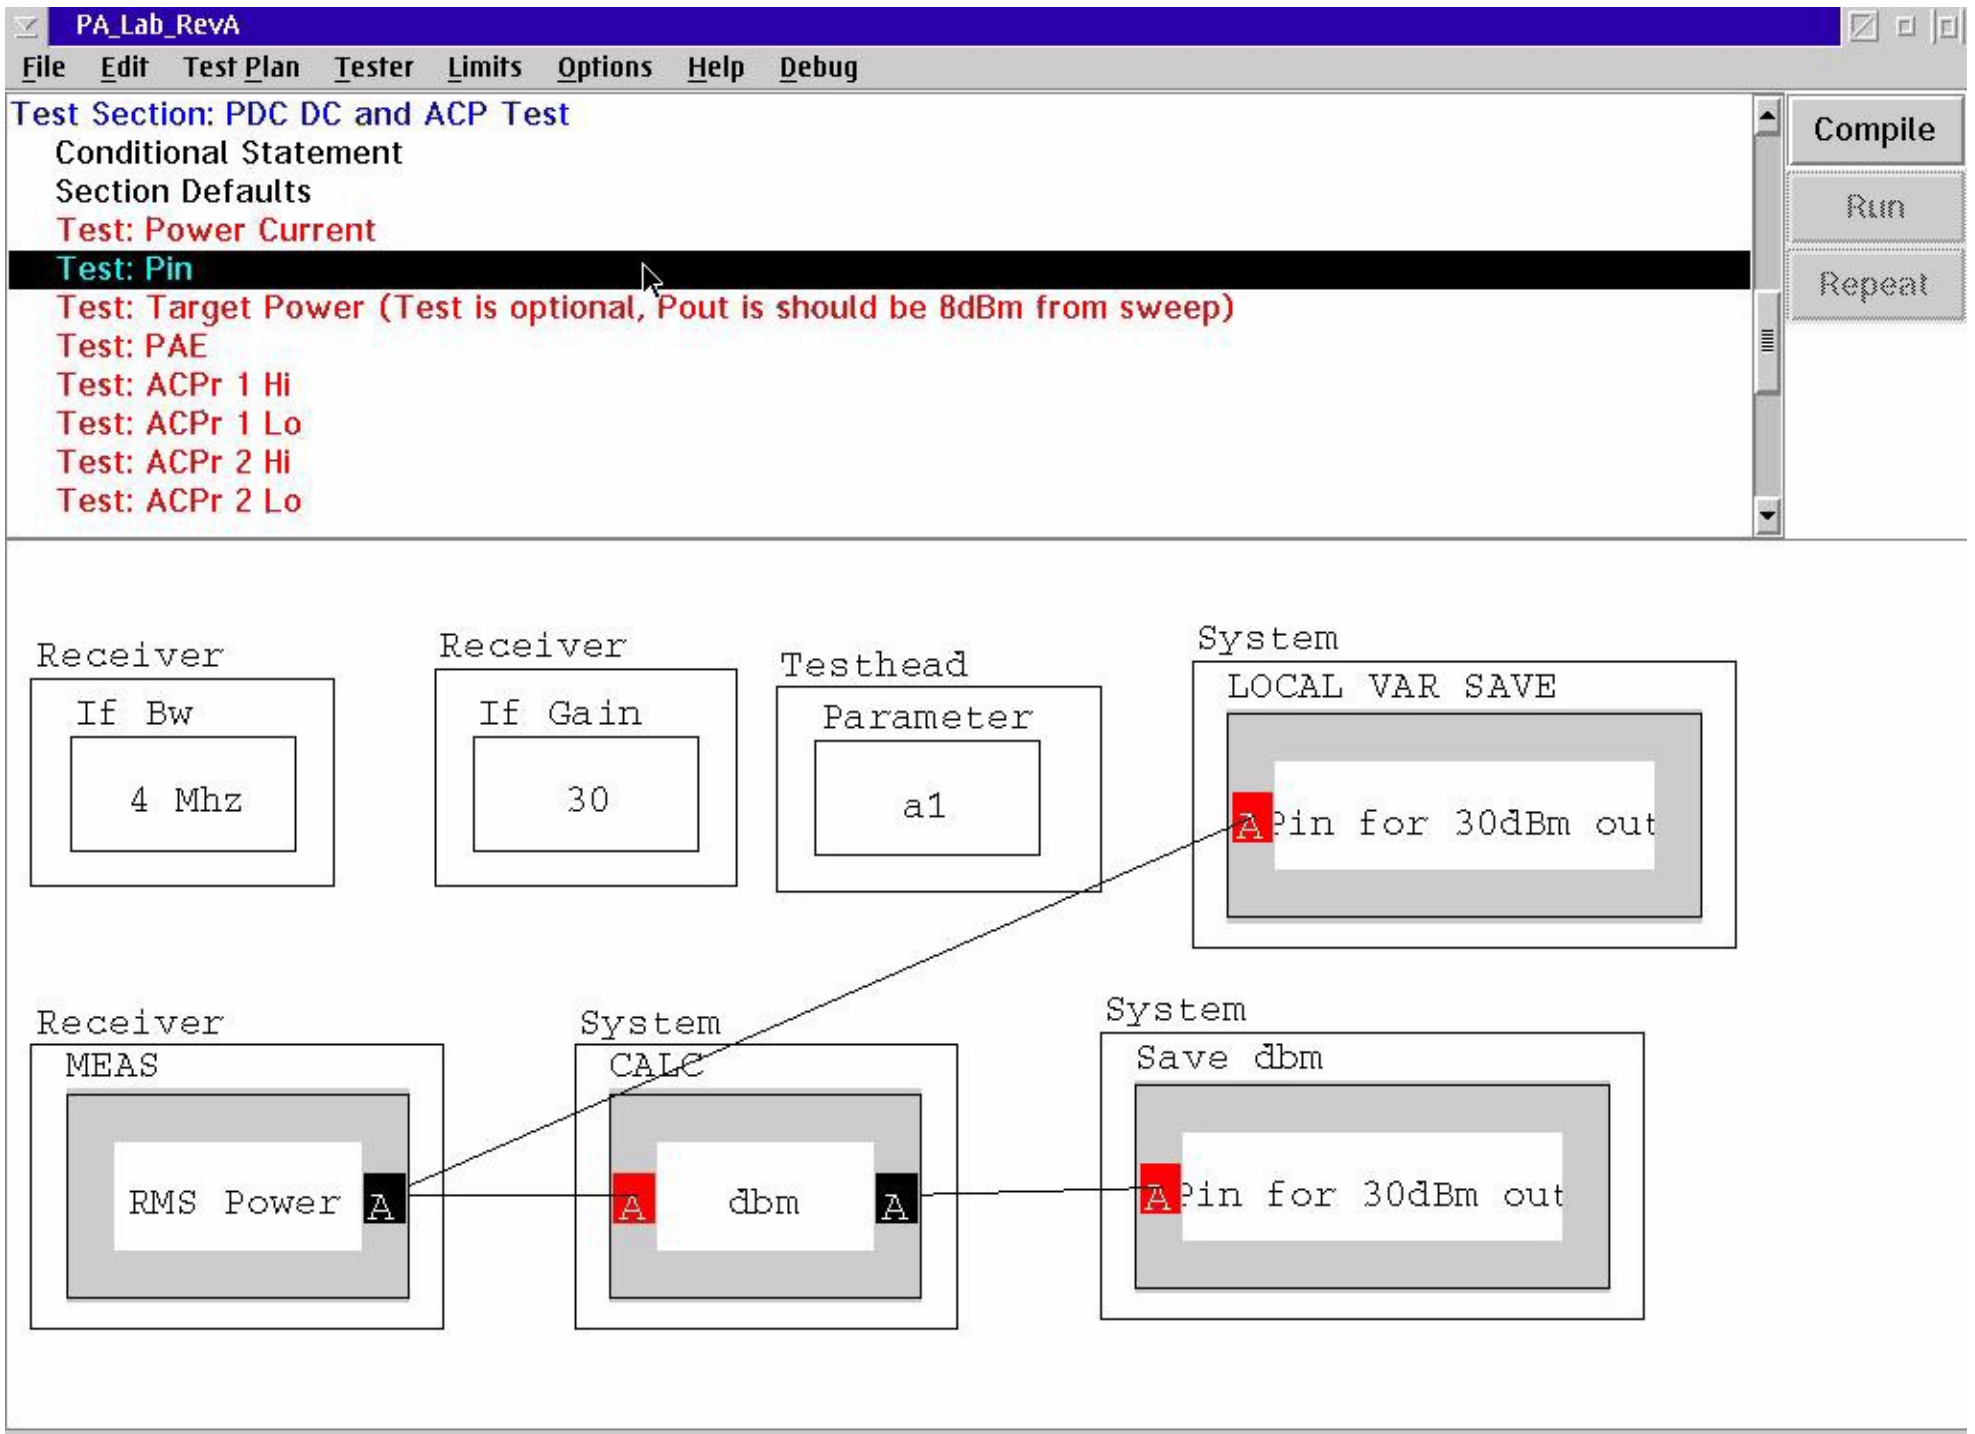 PA_Lab_RevA
File Edit Test Plan Tester Limits Options Help Debug
Test Section: PDC DC and ACP Test
Conditional Statement
Section Defaults
Test: Power Current
Test: Pin
Test: Target Power (Test is optional, Pout is should be 8dBm from sweep)
Test: PAE
Test: ACPr 1 Hi
Test: ACPr 1 Lo
Test: ACPr 2 Hi
Test: ACPr 2 Lo
Compile
Run
Repeat
Receiver
If Bw
4 Mhz
Receiver
If Gain
30
Testhead
Parameter
a1
System
LOCAL VAR SAVE
A Pin for 30dBm out
Receiver
MEAS
RMS Power A
System
CALC
A dbm A
System
Save dbm
A Pin for 30dBm out